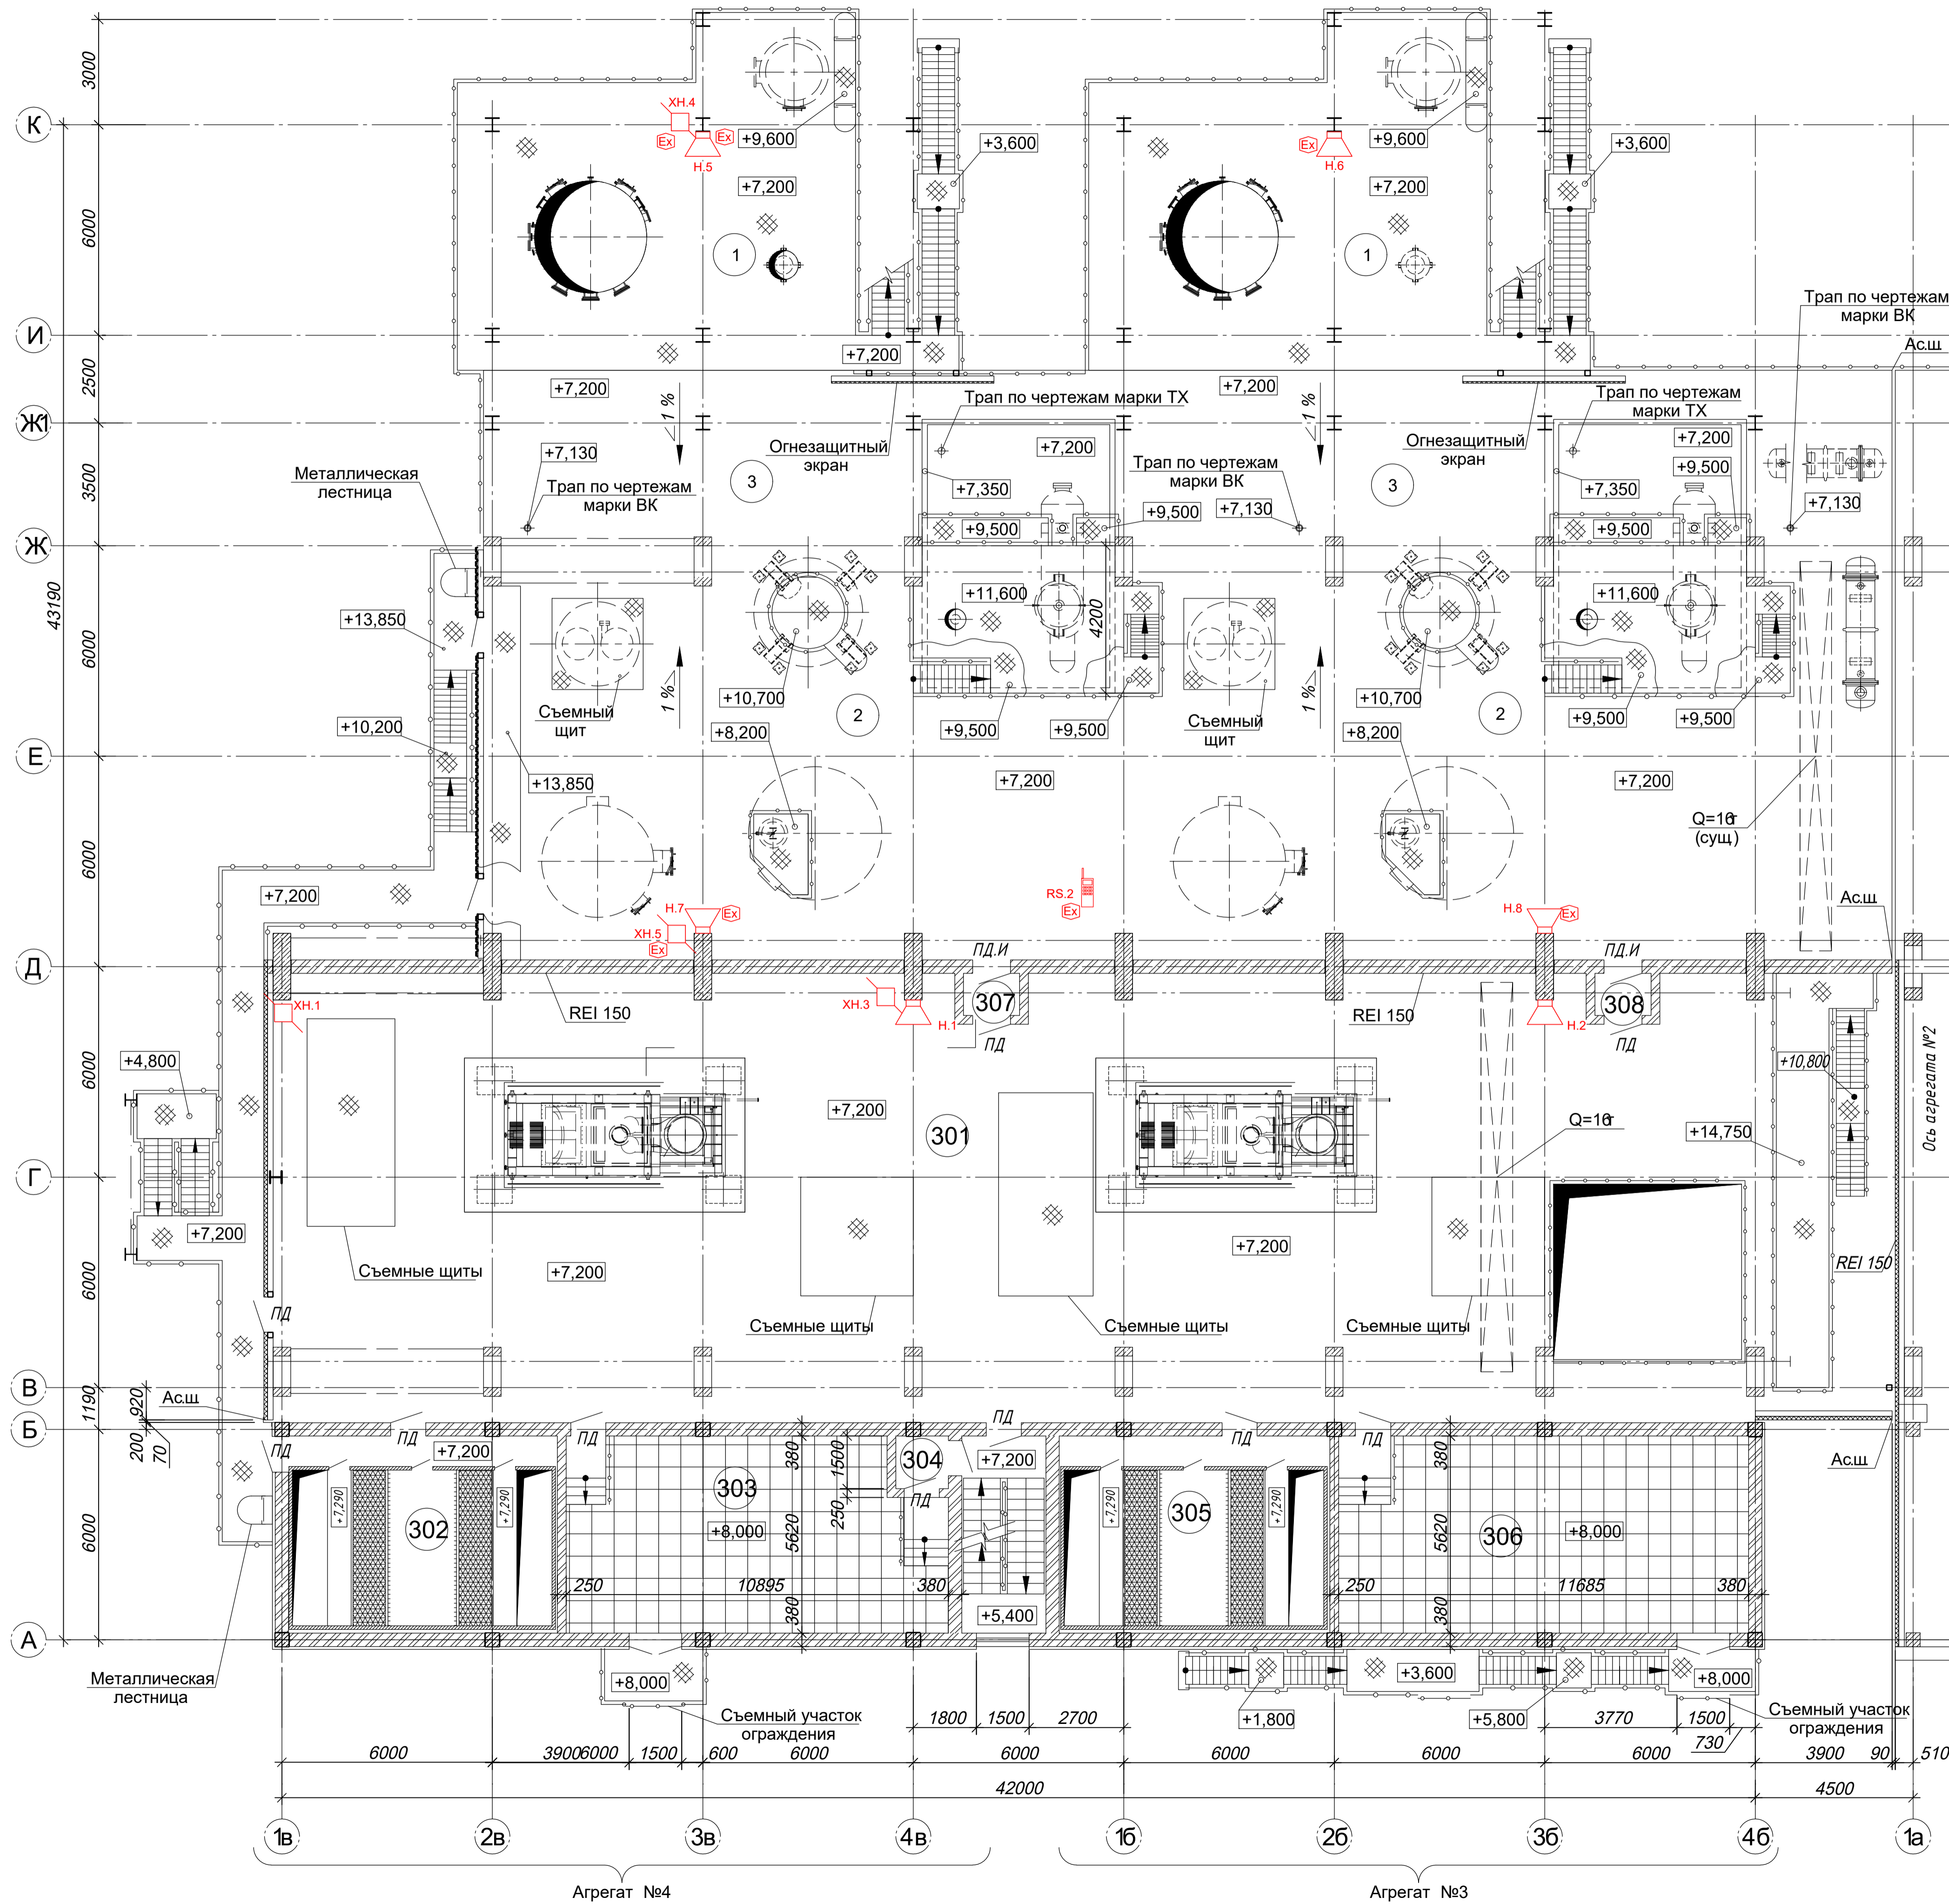 3000
К
XH.4
Ex
Ex
H.5
+9,600
+3,600
Ex
H.6
+9,600
+3,600
+7,200
+7,200
6000
1
1
Трап по чертежам
марки ВК
И
+7,200
Ас.ш.
2500
+7,200
1 %
+7,200
1 %
Трап по чертежам марки ТХ
Трап по чертежам
марки ТХ
Ж1
Огнезащитный
экран
+7,200
Огнезащитный
экран
+7,200
+7,130
Металлическая
лестница
3
Трап по чертежам
марки ВК
3
+9,500
3500
Трап по чертежам
марки ВК
+7,350
+7,350
+9,500
+9,500
+7,130
+9,500
+7,130
Ж
43190
+11,600
4200
+11,600
+13,850
6000
1 %
1 %
+10,700
+10,700
Съемный
щит
2
Съемный
щит
2
+10,200
+8,200
+9,500
+9,500
+8,200
+9,500
+9,500
Е
+13,850
+7,200
+7,200
Q=16т
(сущ.)
6000
+7,200
RS.2
Ex
H.7
Ex
XH.5
Ex
H.8
Ex
Ас.ш.
ПД.И
ПД.И
Д
XH.1
REI 150
XH.3
H.1
307
REI 150
H.2
308
ПД
ПД
Ось агрегата №2
6000
+4,800
+10,800
+7,200
301
Q=16т
+14,750
Г
+7,200
+7,200
+7,200
REI 150
6000
Съемные щиты
ПД
Съемные щиты
Съемные щиты
Съемные щиты
В
920
1190
Ас.ш.
Б
200
70
ПД
ПД
+7,200
ПД
380
1500
304
ПД
+7,200
ПД
ПД
380
Ас.ш.
+7,290
302
+7,290
303
250
ПД
+7,290
305
+7,290
306
+8,000
5620
+8,000
5620
6000
250
10895
380
250
11685
380
380
+5,400
380
А
Металлическая
лестница
+8,000
+3,600
+8,000
Съемный участок
ограждения
1800
1500
2700
+1,800
+5,800
3770
1500
730
Съемный участок
ограждения
6000
3900
6000
1500
600
6000
6000
6000
6000
6000
3900
90
510
42000
4500
1в
2в
3в
4в
1б
2б
3б
4б
1а
Агрегат №4
Агрегат №3